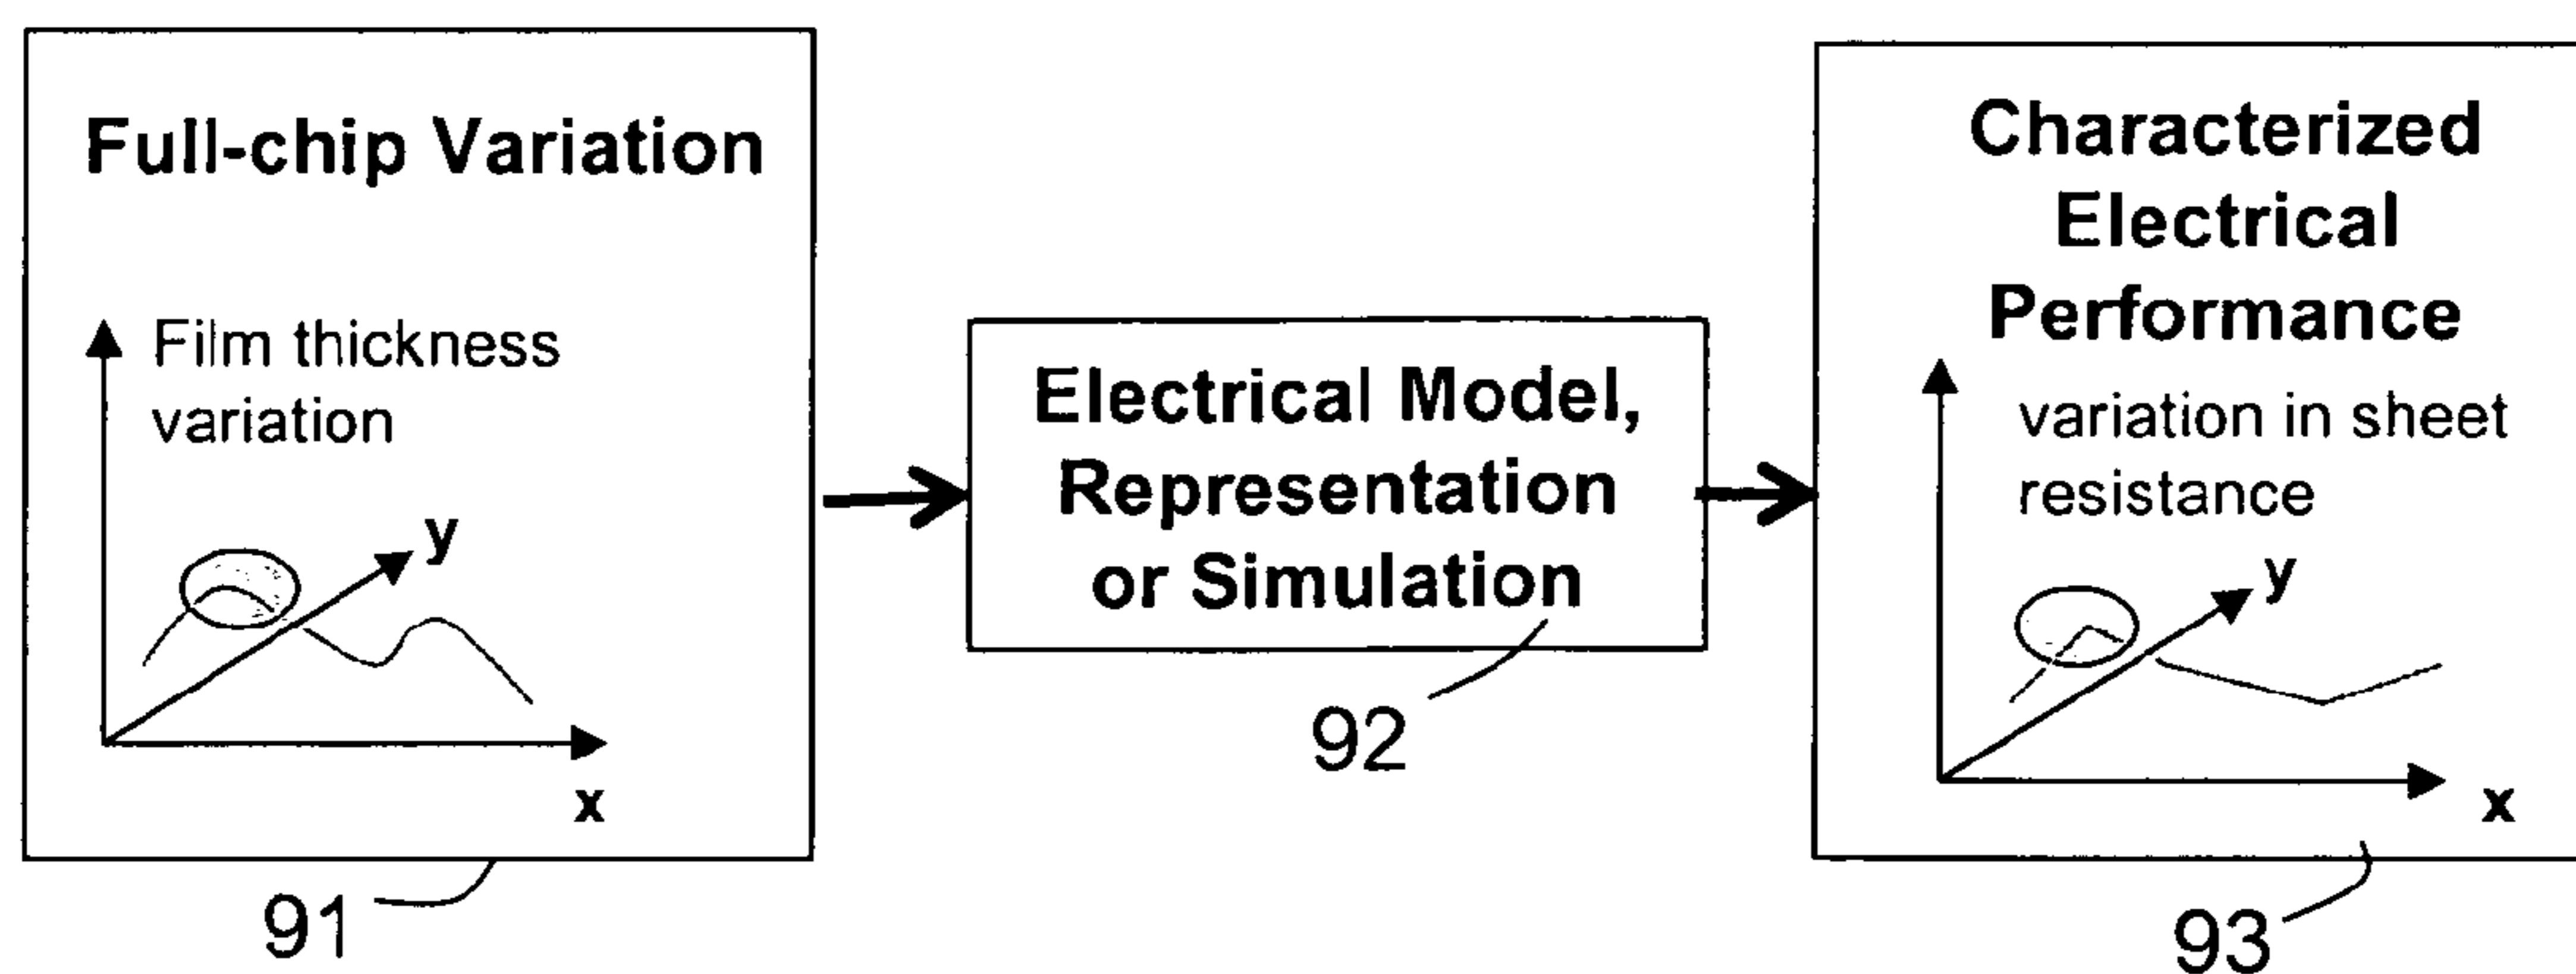 Full-chip Variation
Film thickness
variation
y
x
91
Electrical Model,
Representation
or Simulation
92
Characterized
Electrical
Performance
variation in sheet
resistance
y
x
93